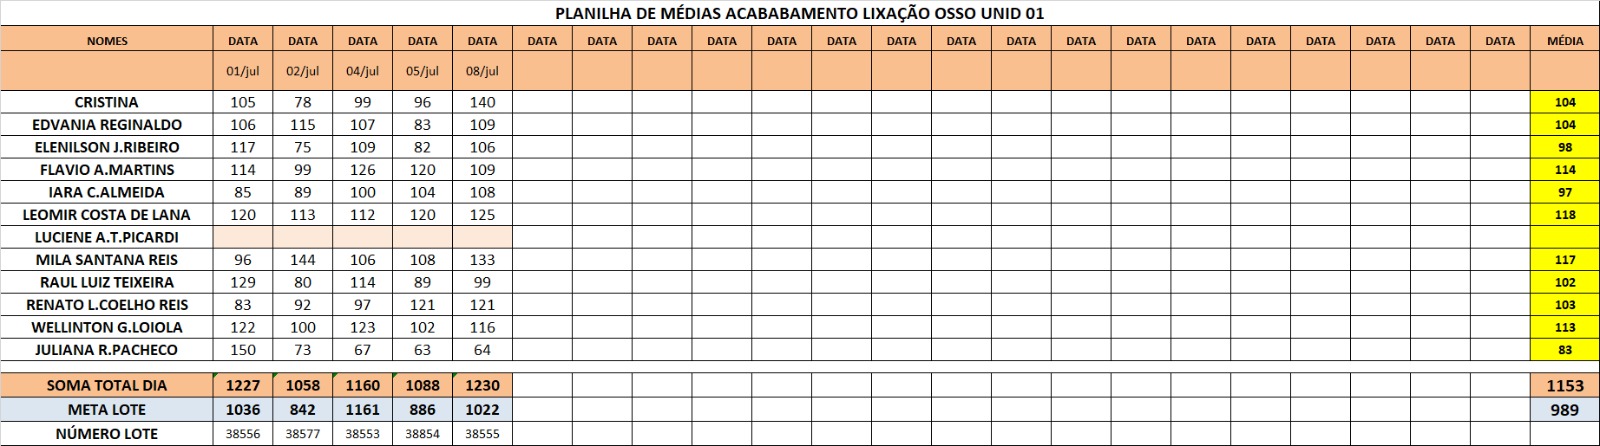 PLANILHA DE MÉDIAS ACABABAMENTO LIXAÇÃO OSSO UNID 01
NOMES DATA DATA DATA DATA DATA DATA DATA DATA DATA DATA DATA DATA DATA DATA DATA DATA DATA DATA DATA DATA DATA DATA MÉDIA
01/jul 02/jul 04/jul 05/jul 08/jul
CRISTINA 105 78 99 96 140 104
EDVANIA REGINALDO 106 115 107 83 109 104
ELENILSON J.RIBEIRO 117 75 109 82 106 98
FLAVIO A.MARTINS 114 99 126 120 109 114
IARA C.ALMEIDA 85 89 100 104 108 97
LEOMIR COSTA DE LANA 120 113 112 120 125 118
LUCIENE A.T.PICARDI
MILA SANTANA REIS 96 144 106 108 133 117
RAUL LUIZ TEIXEIRA 129 80 114 89 99 102
RENATO L.COELHO REIS 83 92 97 121 121 103
WELLINTON G.LOIOLA 122 100 123 102 116 113
JULIANA R.PACHECO 150 73 67 63 64 83
SOMA TOTAL DIA 1227 1058 1160 1088 1230 1153
META LOTE 1036 842 1161 886 1022 989
NÚMERO LOTE 38556 38577 38553 38854 38555